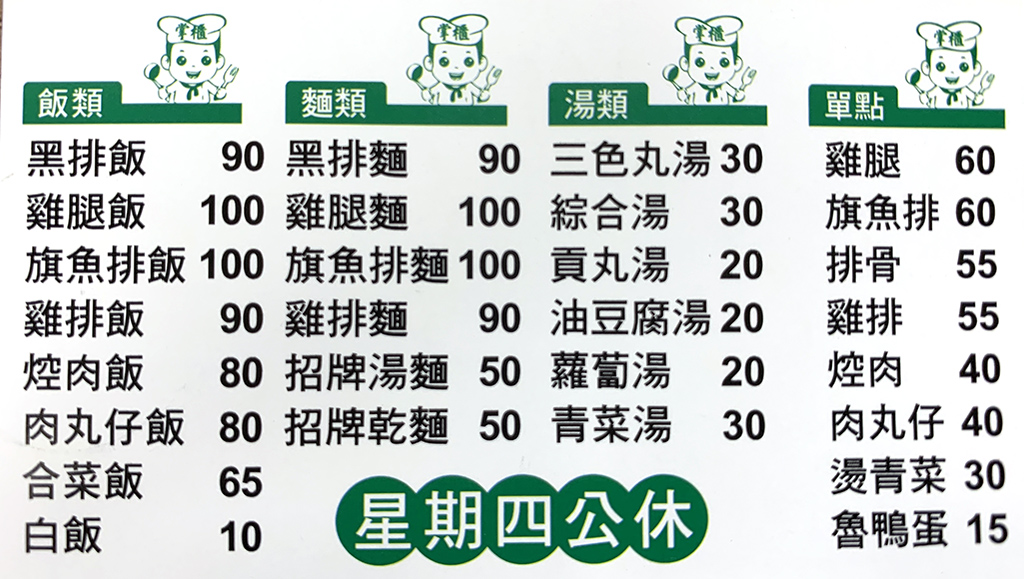 掌櫃
飯類
黑排飯 90
雞腿飯 100
旗魚排飯 100
雞排飯 90
焢肉飯 80
肉丸仔飯 80
合菜飯 65
白飯 10
掌櫃
麵類
黑排麵 90
雞腿麵 100
旗魚排麵 100
雞排麵 90
招牌湯麵 50
招牌乾麵 50
掌櫃
湯類
三色丸湯 30
綜合湯 30
貢丸湯 20
油豆腐湯 20
蘿蔔湯 20
青菜湯 30
掌櫃
單點
雞腿 60
旗魚排 60
排骨 55
雞排 55
焢肉 40
肉丸仔 40
燙青菜 30
魯鴨蛋 15
星期四公休